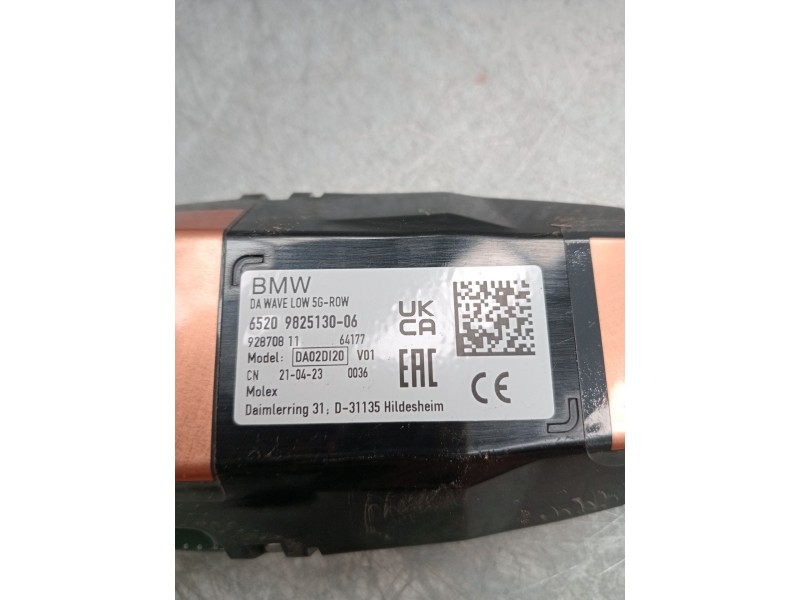 BMW
DA WAVE LOW 5G-ROW
6520 9825130-06
928708 11 64177
Model: DA02DI20 V01
CN 21-04-23 0036
Molex
Daimlerring 31; D-31135 Hildesheim
UK
CA
EAC
CE